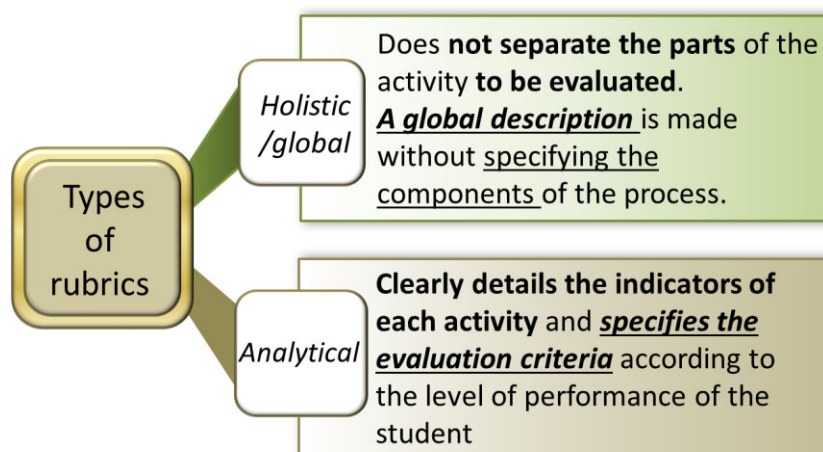 Types
of
rubrics
Holistic
/global
Does not separate the parts of the
activity to be evaluated.
A global description is made
without specifying the
components of the process.
Analytical
Clearly details the indicators of
each activity and specifies the
evaluation criteria according to
the level of performance of the
student